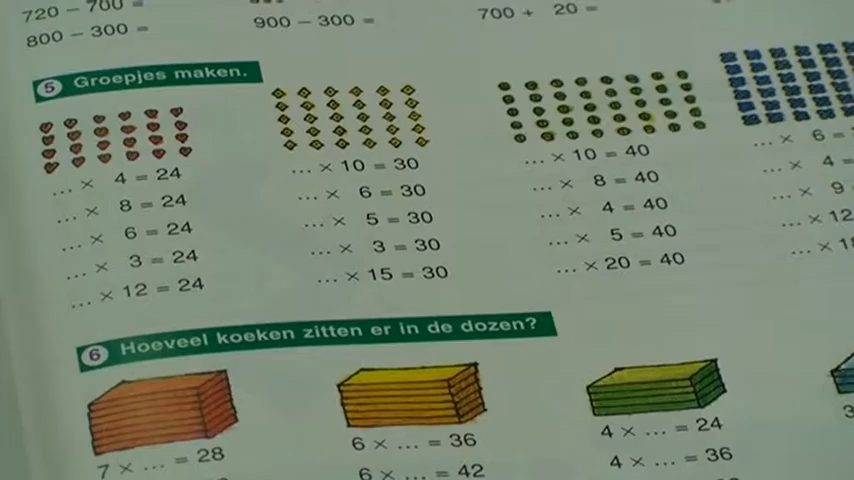 720 - 700 =
800 - 300 =
900 - 300 =
700 + 20 =
5 Groepjes maken.
... × 4 = 24
... × 8 = 24
... × 6 = 24
... × 3 = 24
... × 12 = 24
... × 10 = 30
... × 6 = 30
... × 5 = 30
... × 3 = 30
... × 15 = 30
... × 10 = 40
... × 8 = 40
... × 4 = 40
... × 5 = 40
... × 20 = 40
... × 6 =
... × 4 =
... × 9
... × 12
... × 18
6 Hoeveel koeken zitten er in de dozen?
7 × ... = 28
6 × ... = 36
6 × ... = 42
4 × ... = 24
4 × ... = 36
3